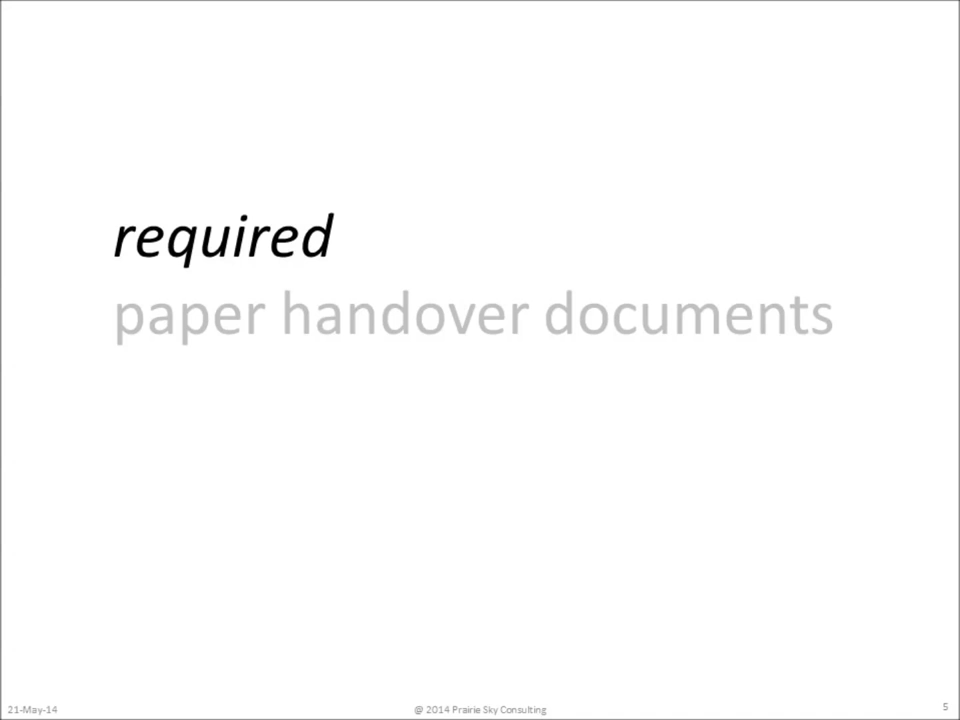 required
paper handover documents
21-May-14
@ 2014 Prairie Sky Consulting
5